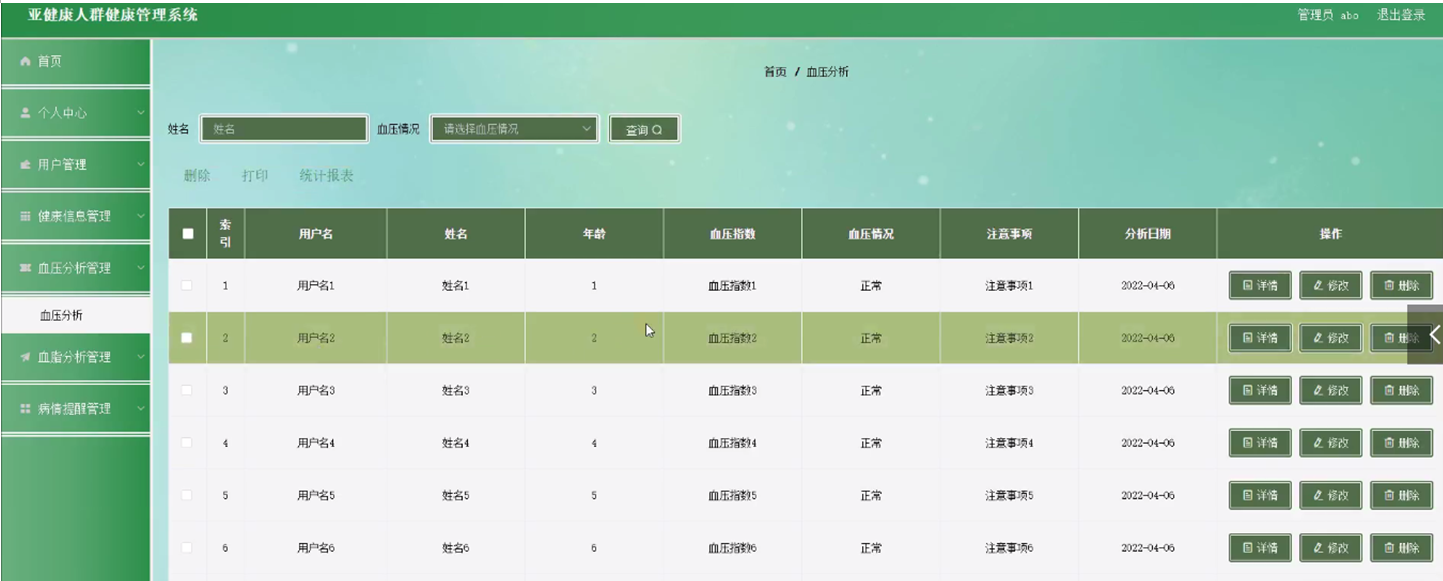 亚健康人群健康管理系统
管理员 abo 退出登录
首页
个人中心
用户管理
健康信息管理
血压分析管理
血压分析
血脂分析管理
病情提醒管理
首页 / 血压分析
姓名 姓名 血压情况 请选择血压情况 查询
删除 打印 统计报表
索引 用户名 姓名 年龄 血压指数 血压情况 注意事项 分析日期 操作
1 用户名1 姓名1 1 血压指数1 正常 注意事项1 2022-04-06 详情 修改 删除
2 用户名2 姓名2 2 血压指数2 正常 注意事项2 2022-04-06 详情 修改 删除
3 用户名3 姓名3 3 血压指数3 正常 注意事项3 2022-04-06 详情 修改 删除
4 用户名4 姓名4 4 血压指数4 正常 注意事项4 2022-04-06 详情 修改 删除
5 用户名5 姓名5 5 血压指数5 正常 注意事项5 2022-04-06 详情 修改 删除
6 用户名6 姓名6 6 血压指数6 正常 注意事项6 2022-04-06 详情 修改 删除